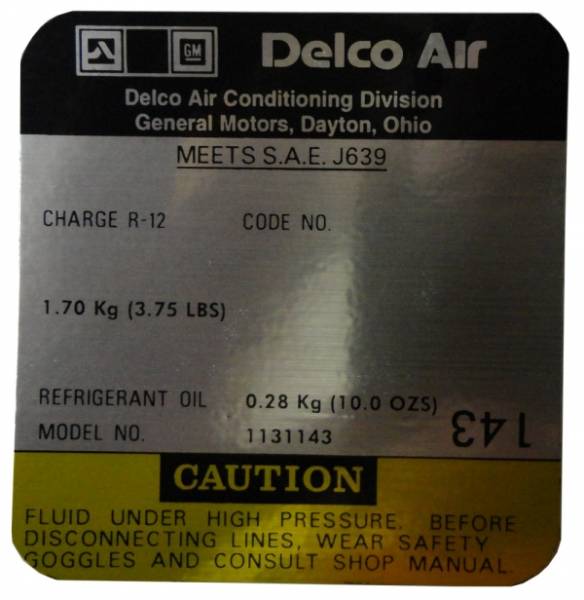 GM Delco Air
Delco Air Conditioning Division
General Motors, Dayton, Ohio
MEETS S.A.E. J639
CHARGE R-12 CODE NO.
1.70 Kg (3.75 LBS)
REFRIGERANT OIL 0.28 Kg (10.0 OZS)
MODEL NO. 1131143
143
CAUTION
FLUID UNDER HIGH PRESSURE. BEFORE
DISCONNECTING LINES, WEAR SAFETY
GOGGLES AND CONSULT SHOP MANUAL.